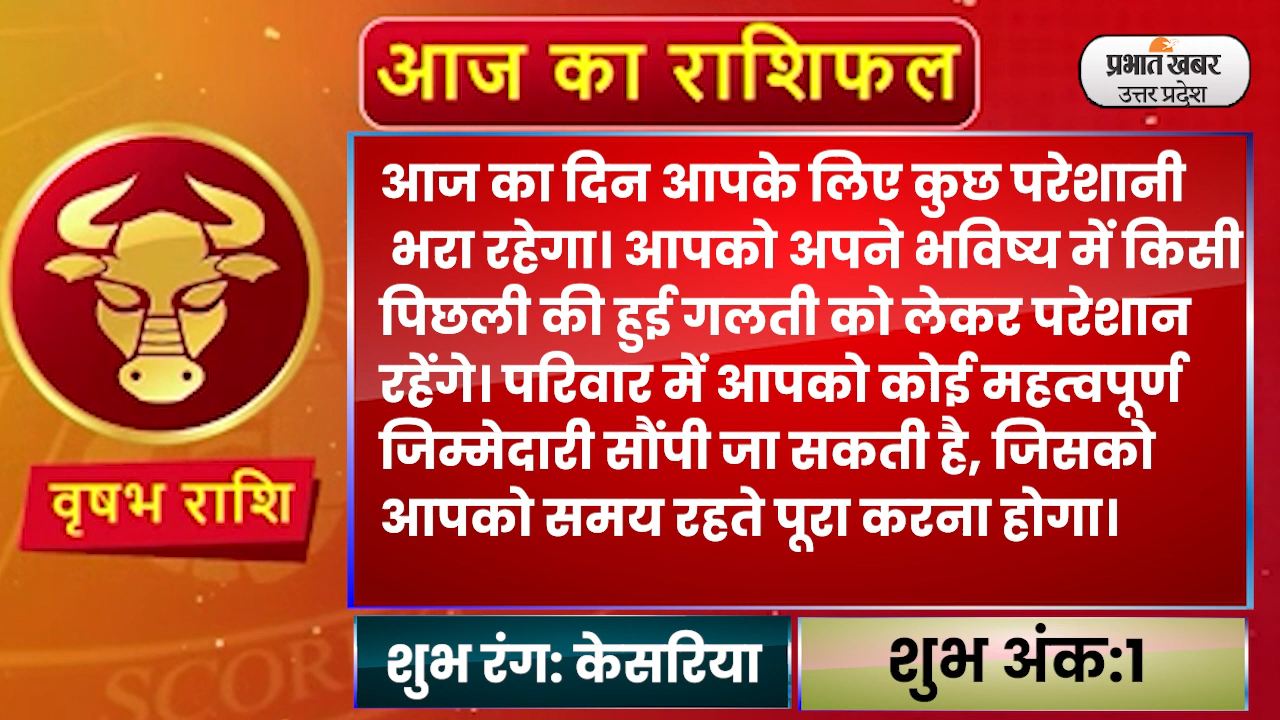 आज का राशिफल
प्रभात खबर
उत्तर प्रदेश
आज का दिन आपके लिए कुछ परेशानी
भरा रहेगा। आपको अपने भविष्य में किसी
पिछली की हुई गलती को लेकर परेशान
रहेंगे। परिवार में आपको कोई महत्वपूर्ण
जिम्मेदारी सौंपी जा सकती है, जिसको
आपको समय रहते पूरा करना होगा।
वृषभ राशि
शुभ रंग: केसरिया
शुभ अंक:1
SCOR